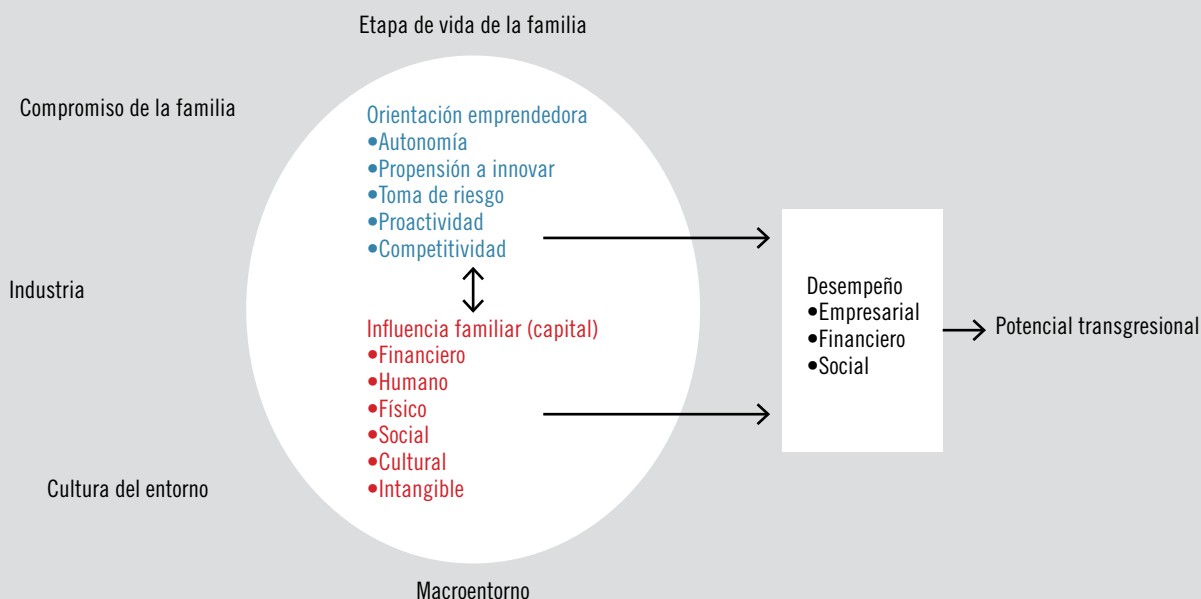 Etapa de vida de la familia
Compromiso de la familia
Orientación emprendedora
•Autonomía
•Propensión a innovar
•Toma de riesgo
•Proactividad
•Competitividad
Industria
Influencia familiar (capital)
•Financiero
•Humano
•Físico
•Social
•Cultural
•Intangible
Cultura del entorno
Macroentorno
Desempeño
•Empresarial
•Financiero
•Social
Potencial transgresional